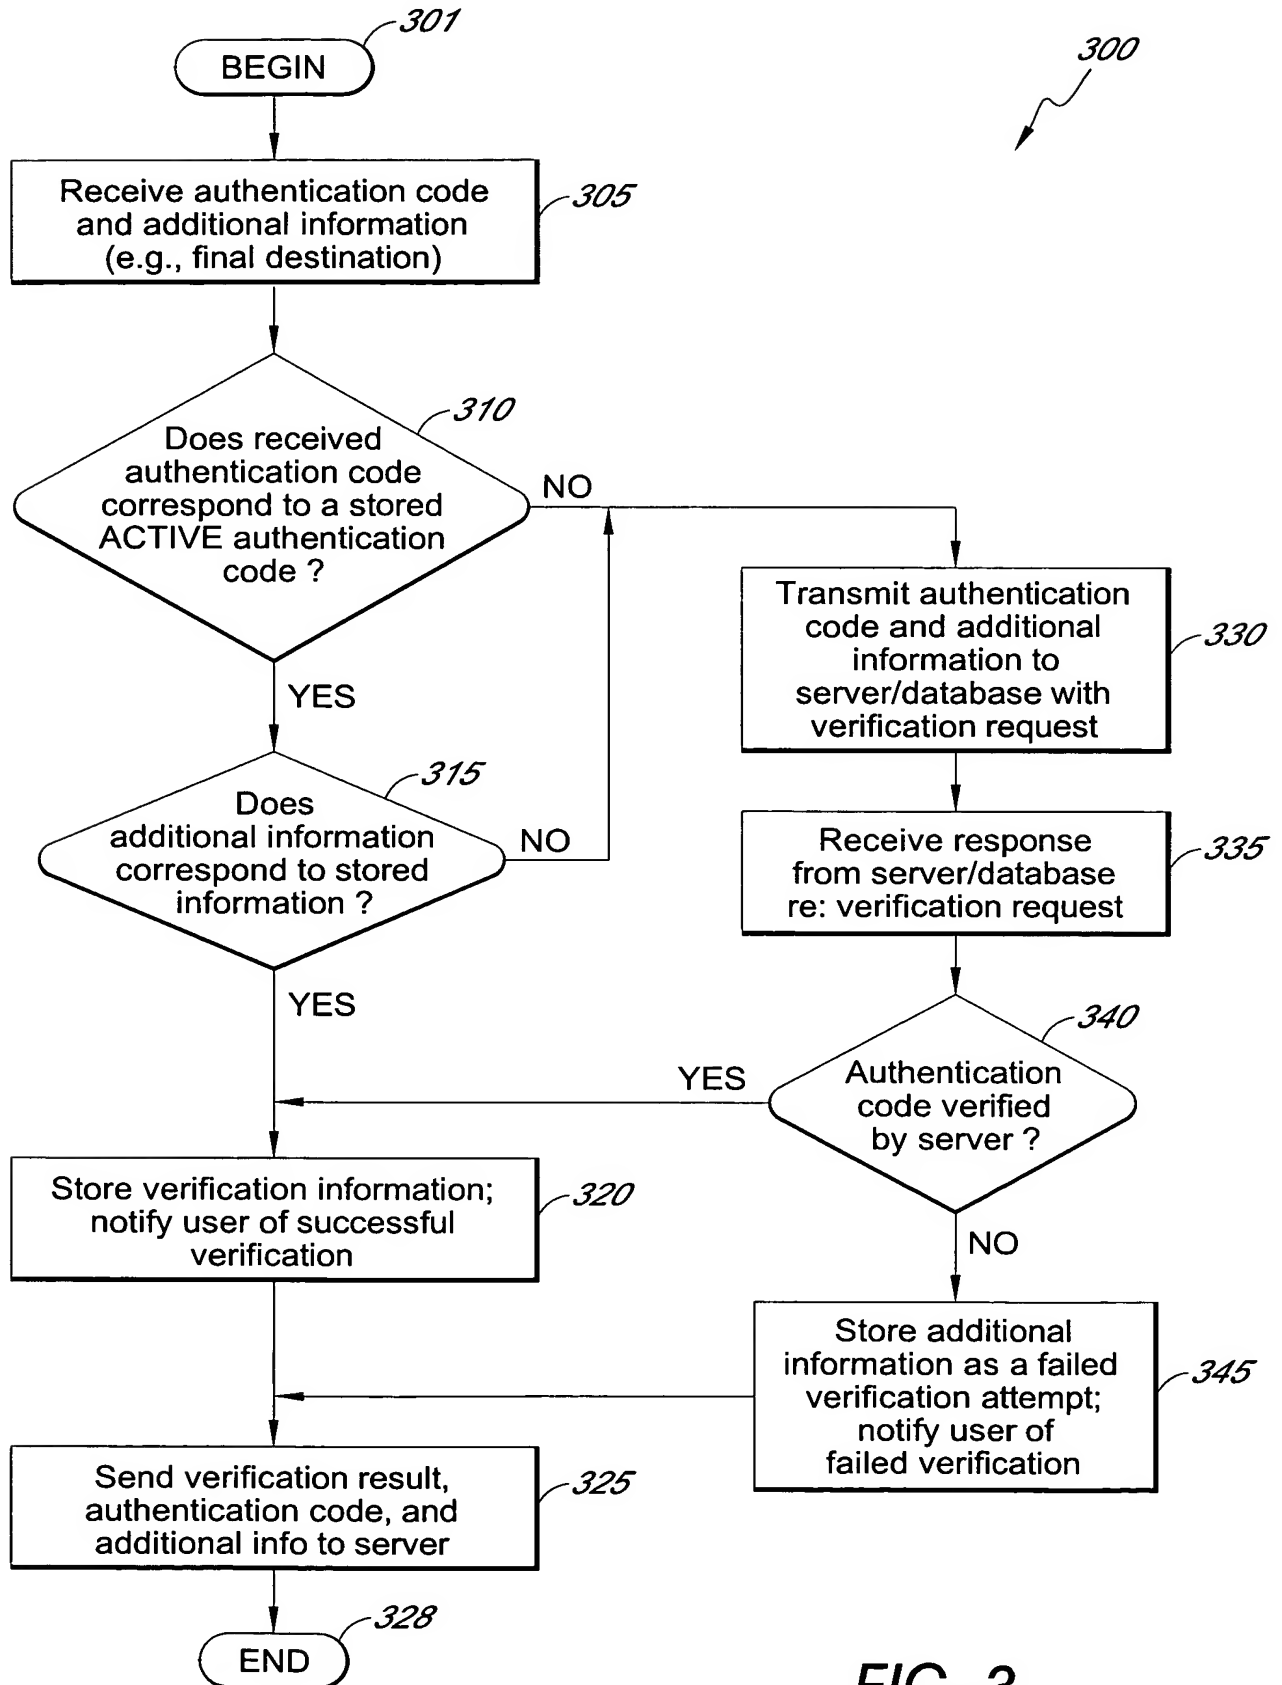 301
BEGIN
300
Receive authentication code
and additional information
(e.g., final destination)
305
310
Does received
authentication code
correspond to a stored
ACTIVE authentication
code ?
NO
YES
315
Does
additional information
correspond to stored
information ?
NO
YES
Transmit authentication
code and additional
information to
server/database with
verification request
330
Receive response
from server/database
re: verification request
335
340
Authentication
code verified
by server ?
YES
NO
Store verification information;
notify user of successful
verification
320
Store additional
information as a failed
verification attempt;
notify user of
failed verification
345
Send verification result,
authentication code, and
additional info to server
325
328
END
FIG. 3